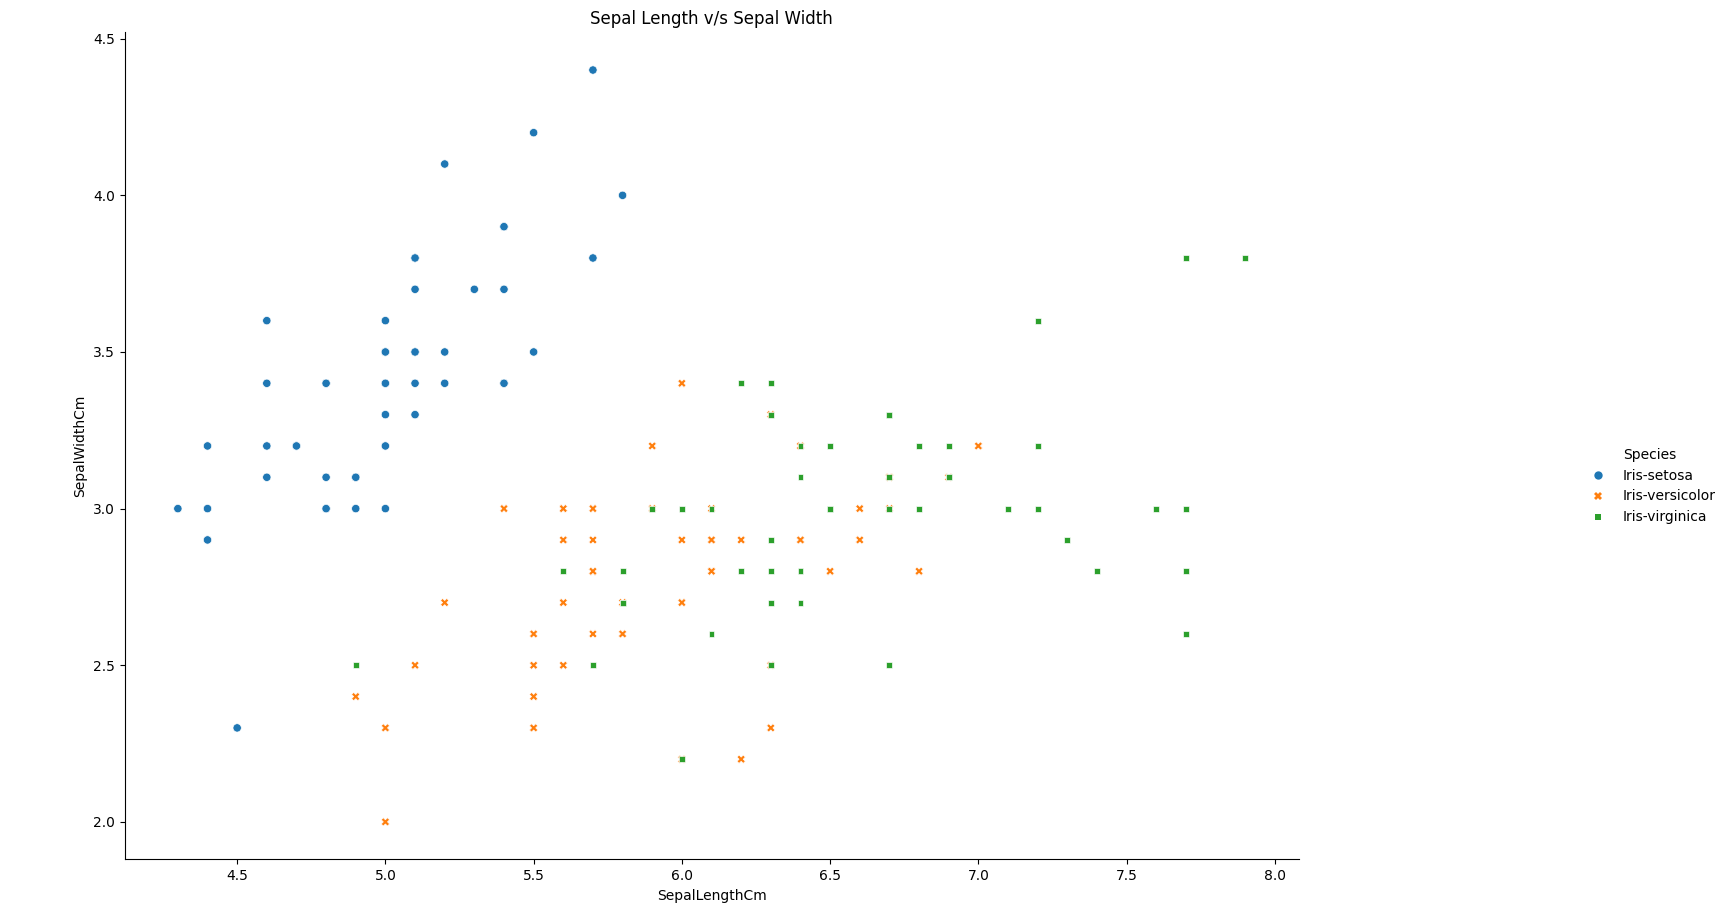 Sepal Length v/s Sepal Width
4.5
4.0
3.5
3.0
2.5
2.0
SepalWidthCm
4.5 5.0 5.5 6.0 6.5 7.0 7.5 8.0
SepalLengthCm
Species
Iris-setosa
Iris-versicolor
Iris-virginica